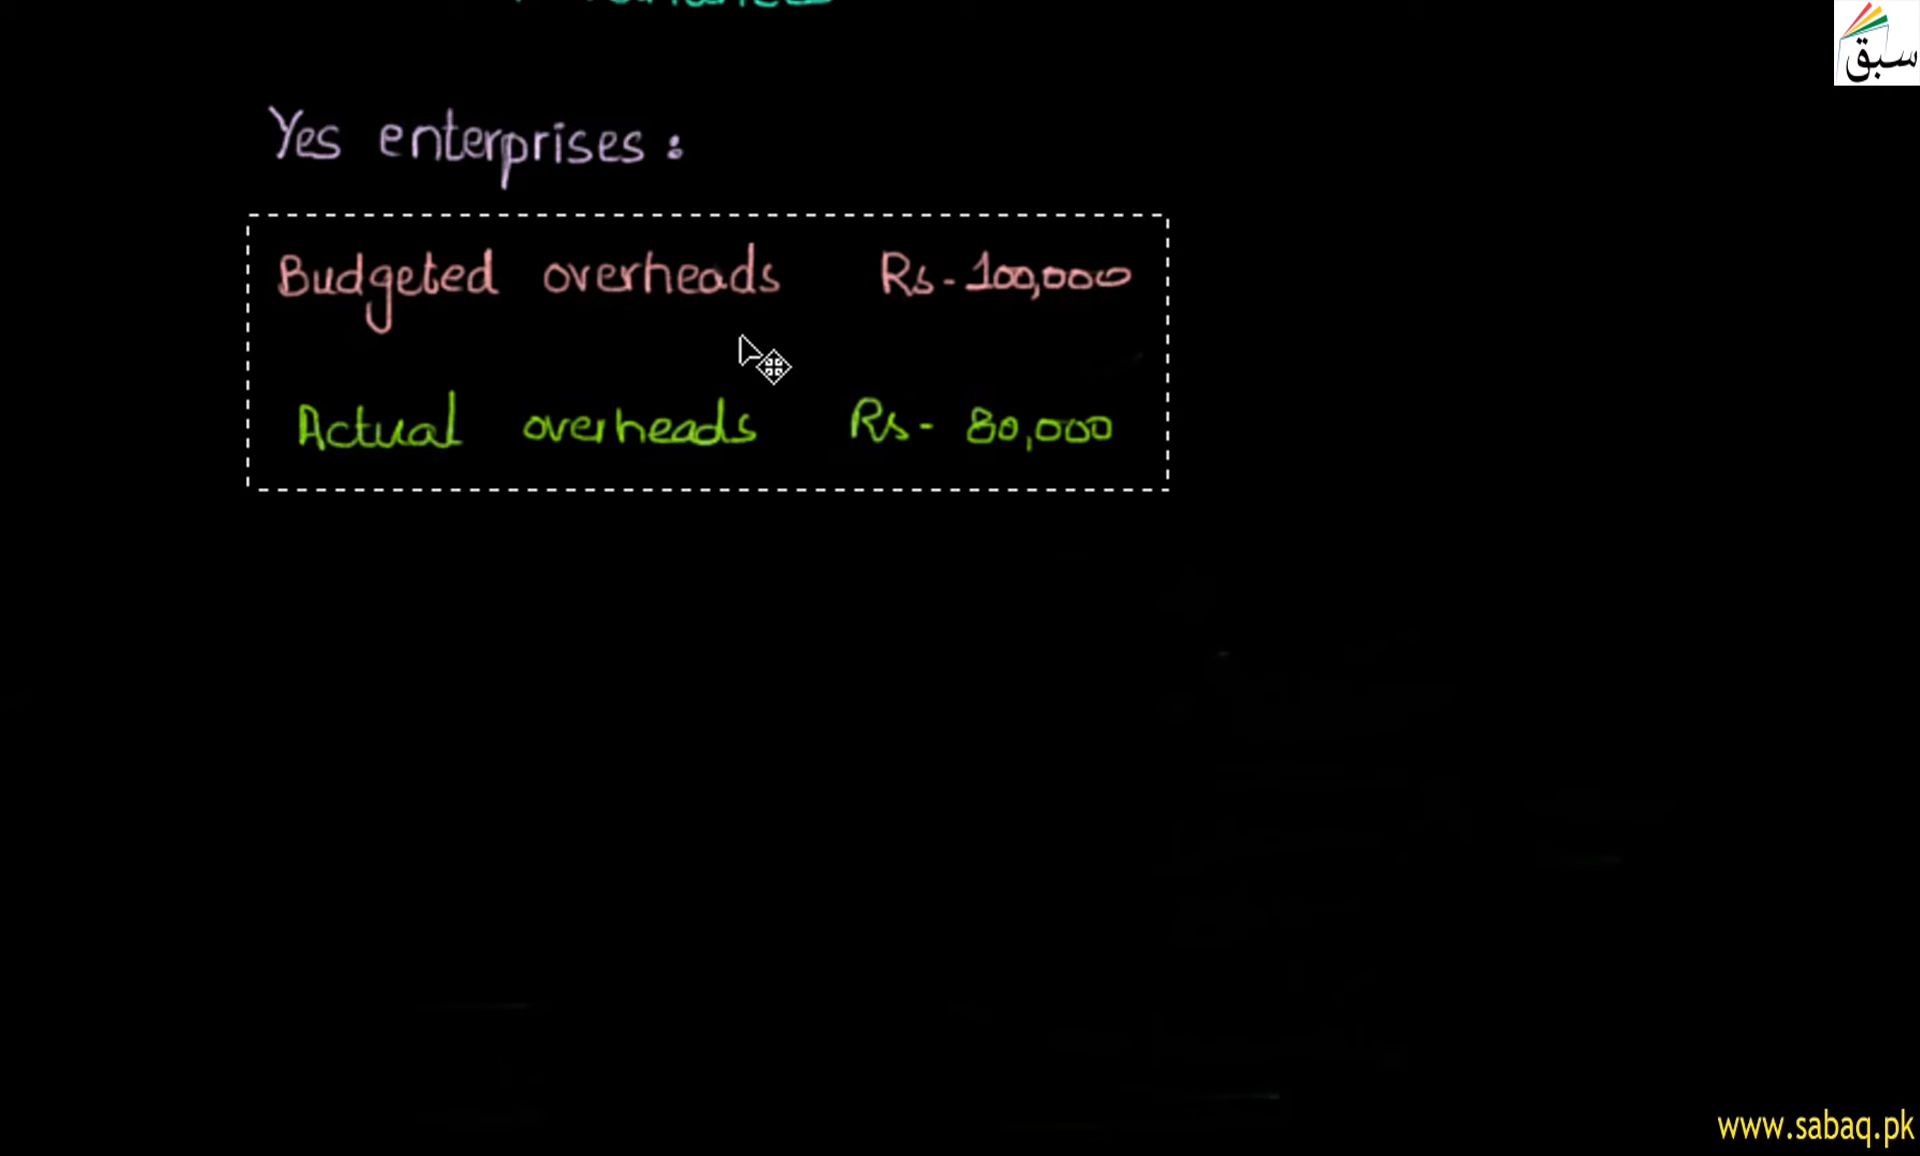 سبق
Yes enterprises :
Budgeted overheads Rs - 100,000
Actual overheads Rs - 80,000
www.sabaq.pk